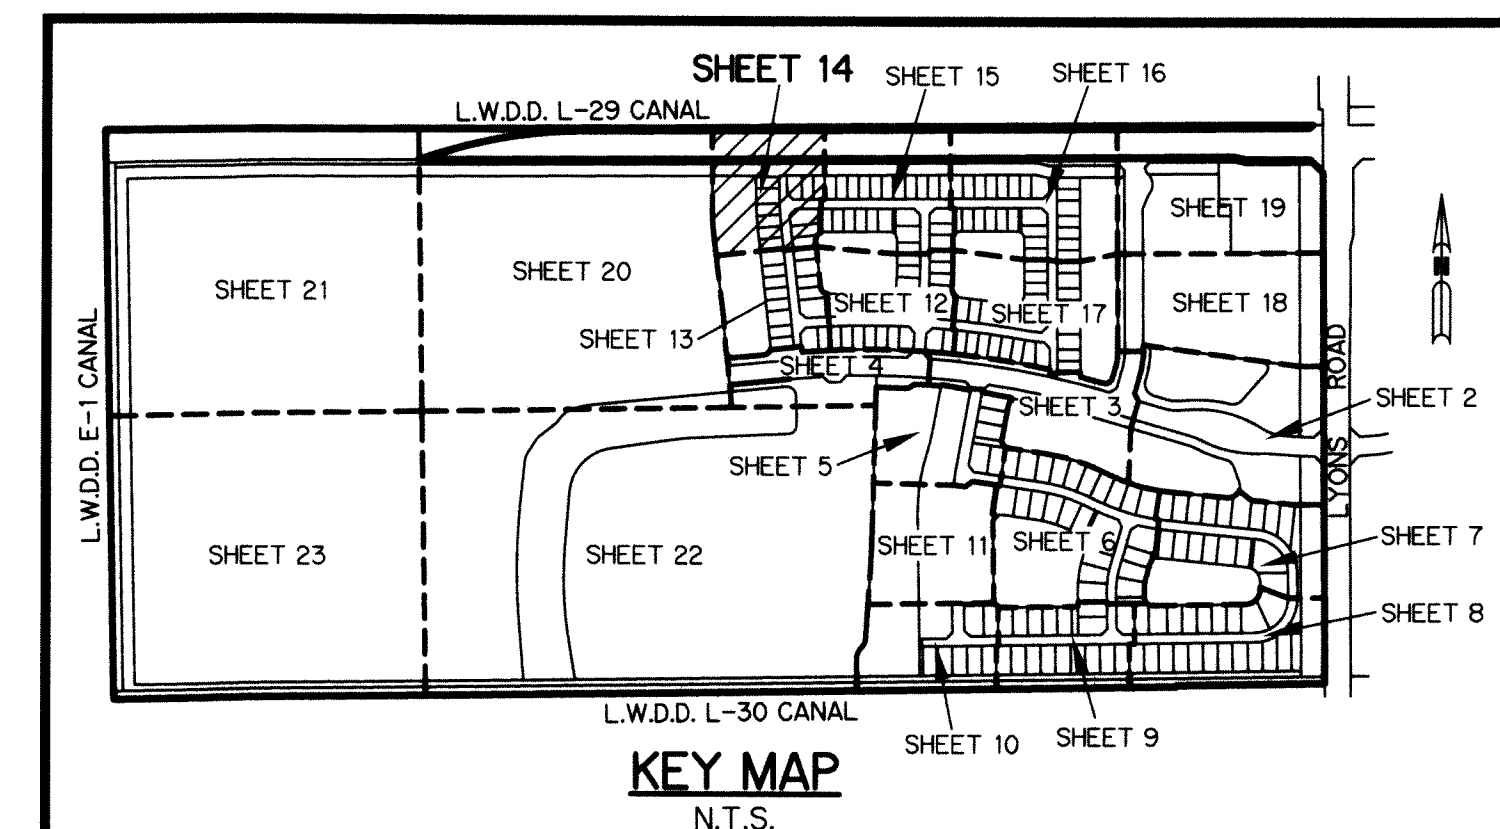 SHEET 14
SHEET 15
SHEET 16
L.W.D.D. L-29 CANAL
SHEET 19
SHEET 20
SHEET 21
SHEET 12
SHEET 17
SHEET 18
SHEET 13
SHEET 4
SHEET 3
SHEET 2
L.W.D.D. E-1 CANAL
LYONS ROAD
SHEET 5
SHEET 23
SHEET 22
SHEET 11
SHEET 6
SHEET 7
SHEET 8
L.W.D.D. L-30 CANAL
SHEET 10
SHEET 9
KEY MAP
N.T.S.